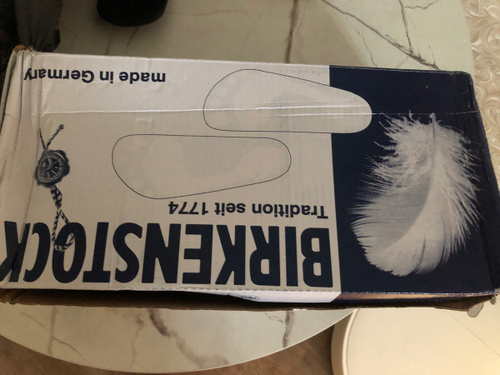 BIRKENSTOCK
Tradition seit 1774
made in Germany